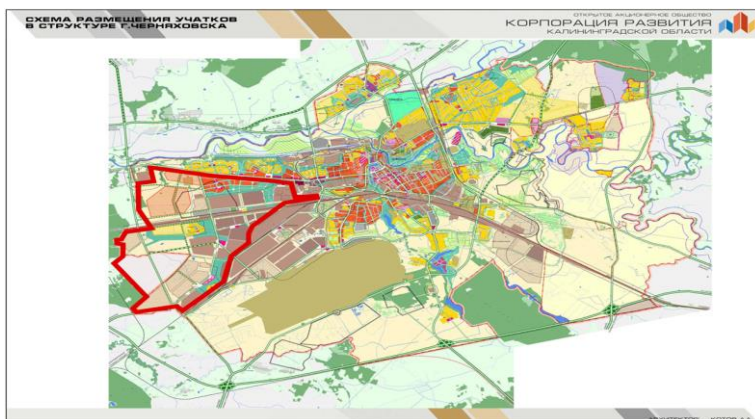 СХЕМА РАЗМЕЩЕНИЯ УЧАТКОВ
В СТРУКТУРЕ Г.ЧЕРНЯХОВСКА
ОТКРЫТОЕ АКЦИОНЕРНОЕ ОБЩЕСТВО
КОРПОРАЦИЯ РАЗВИТИЯ
КАЛИНИНГРАДСКОЙ ОБЛАСТИ